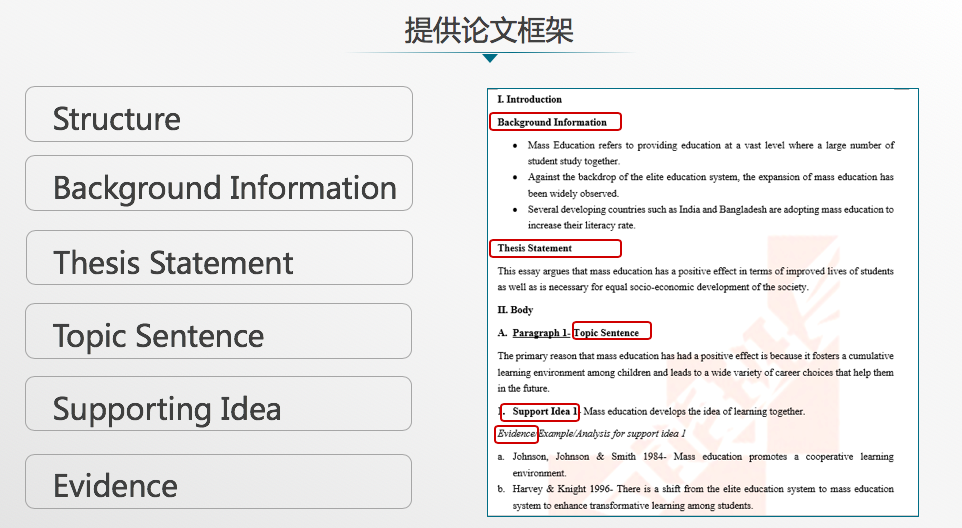 提供论文框架
Structure
Background Information
Thesis Statement
Topic Sentence
Supporting Idea
Evidence
I. Introduction
Background Information
• Mass Education refers to providing education at a vast level where a large number of
student study together.
• Against the backdrop of the elite education system, the expansion of mass education has
been widely observed.
• Several developing countries such as India and Bangladesh are adopting mass education to
increase their literacy rate.
Thesis Statement
This essay argues that mass education has a positive effect in terms of improved lives of students
as well as is necessary for equal socio-economic development of the society.
II. Body
A. Paragraph 1- Topic Sentence
The primary reason that mass education has had a positive effect is because it fosters a cumulative
learning environment among children and leads to a wide variety of career choices that help them
in the future.
1. Support Idea 1- Mass education develops the idea of learning together.
Evidence/Example/Analysis for support idea 1
a. Johnson, Johnson & Smith 1984- Mass education promotes a cooperative learning
environment.
b. Harvey & Knight 1996- There is a shift from the elite education system to mass education
system to enhance transformative learning among students.